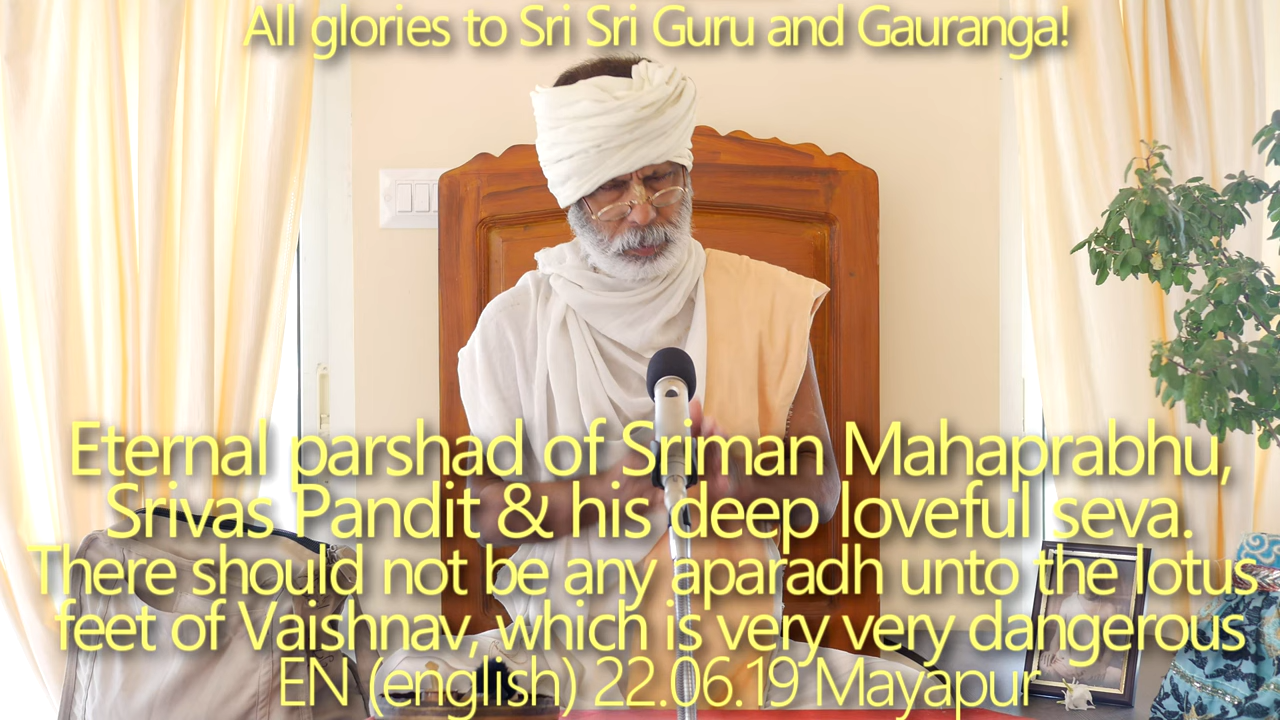 All glories to Sri Sri Guru and Gauranga!
Eternal parshad of Sriman Mahaprabhu,
Srivas Pandit & his deep loveful seva.
There should not be any aparadh unto the lotus
feet of Vaishnav, which is very very dangerous
EN (english) 22.06.19 Mayapur